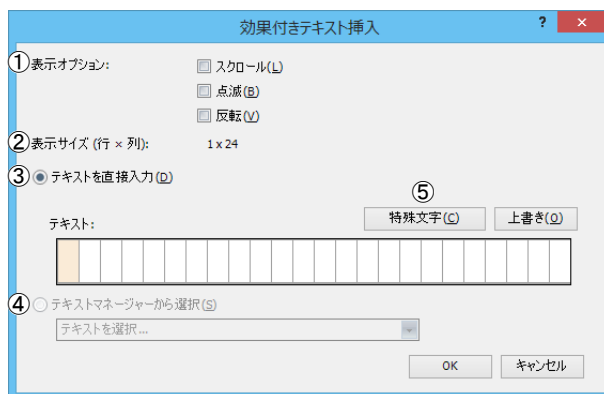 効果付きテキスト挿入 ? ×
① 表示オプション: スクロール(L)
点滅(B)
反転(V)
② 表示サイズ (行 × 列): 1 x 24
③ テキストを直接入力(D)
⑤
テキスト: 特殊文字(C) 上書き(O)
④ テキストマネージャーから選択(S)
テキストを選択...
OK キャンセル